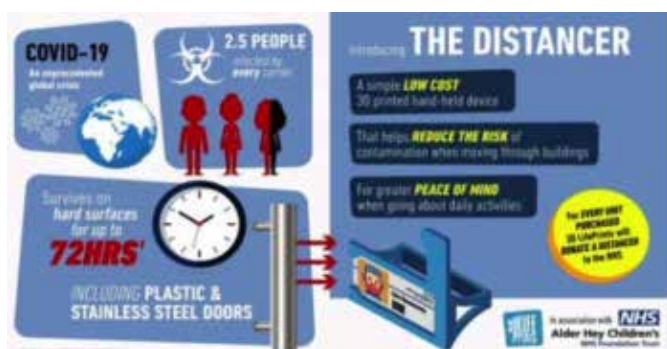 COVID-19
An unprecedented
global crisis
2.5 PEOPLE
infected by
every carrier
Survives on
hard surfaces
for up to
72HRS'
INCLUDING PLASTIC &
STAINLESS STEEL DOORS
Introducing THE DISTANCER
A simple LOW COST
3D printed hand-held device
That helps REDUCE THE RISK of
contamination when moving through buildings
For greater PEACE OF MIND
when going about daily activities
For EVERY UNIT
PURCHASED
3D LifePrints will
DONATE A DISTANCER
to the NHS
In association with NHS
Alder Hey Children's
NHS Foundation Trust